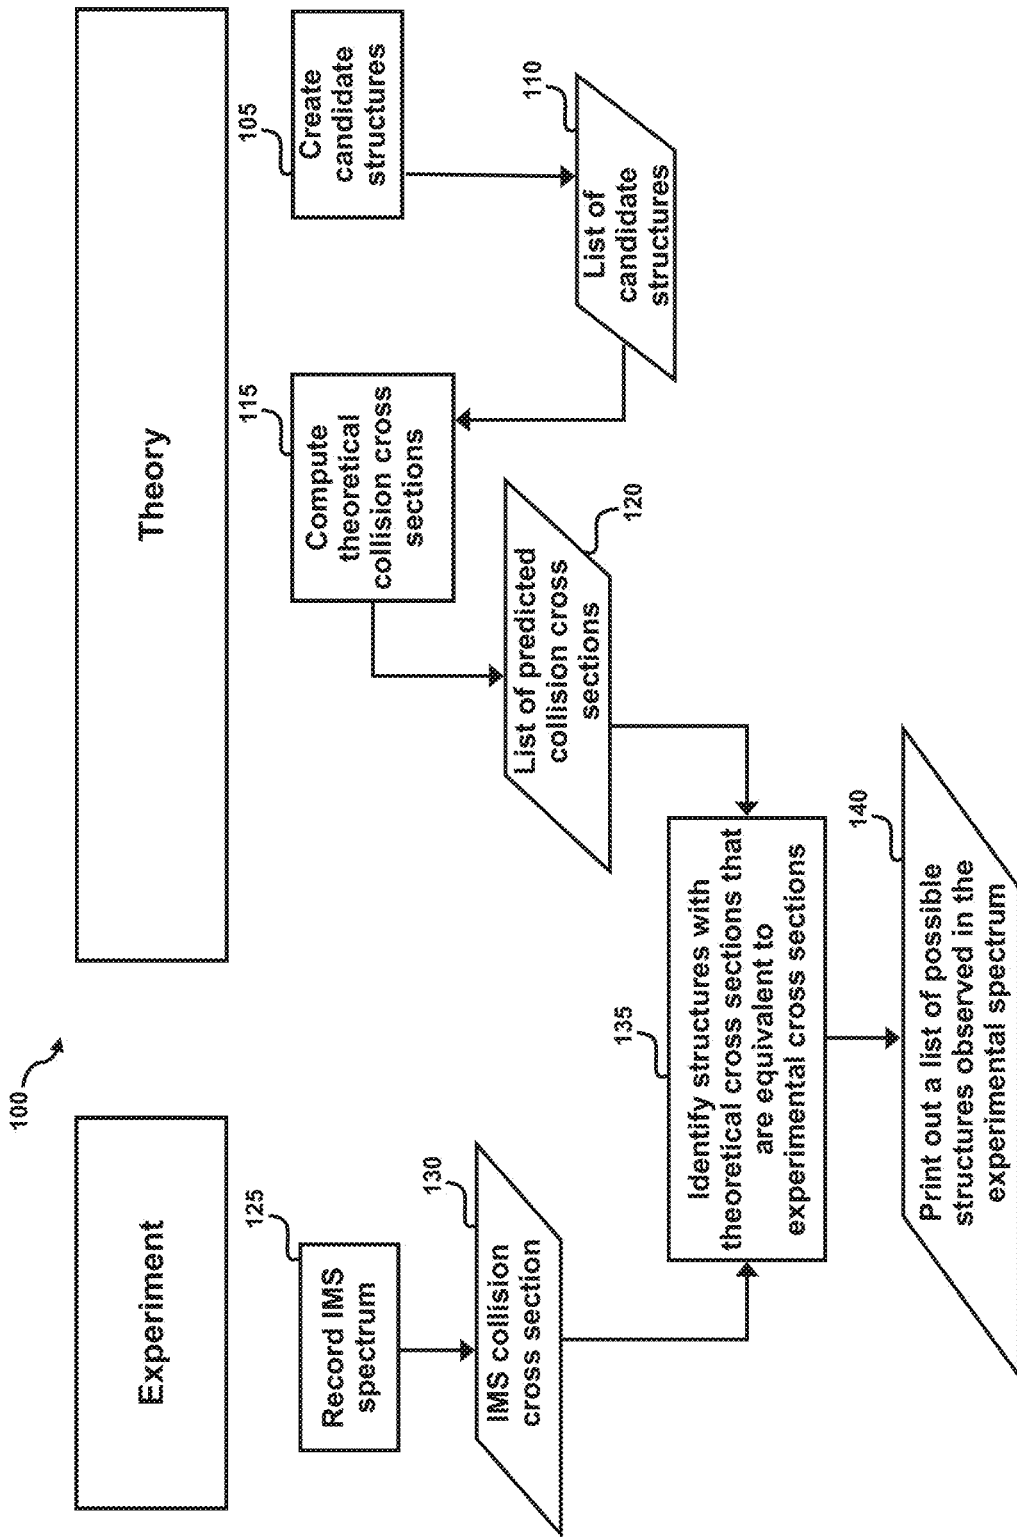 100
Experiment
Theory
125
Record IMS
spectrum
130
IMS collision
cross section
105
Create
candidate
structures
110
List of
candidate
structures
115
Compute
theoretical
collision cross
sections
120
List of predicted
collision cross
sections
135
Identify structures with
theoretical cross sections that
are equivalent to
experimental cross sections
140
Print out a list of possible
structures observed in the
experimental spectrum